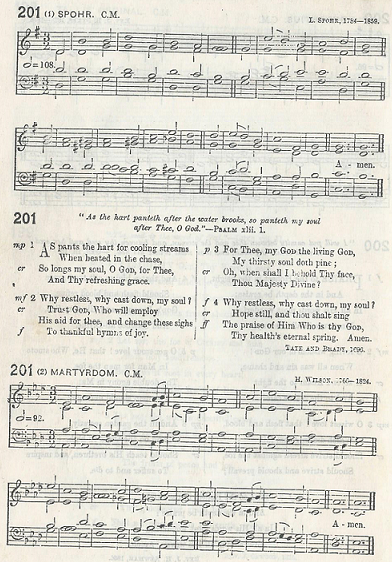 201 (1) SPOHR. C.M.
L. SPOHR, 1784—1859.
=108.
A - men.
201
"As the hart panteth after the water brooks, so panteth my soul
after Thee, O God."—PSALM xlii. 1.
mp 1 AS pants the hart for cooling streams
When heated in the chase,
cr So longs my soul, O God, for Thee,
And Thy refreshing grace.
mf 2 Why restless, why cast down, my soul?
cr Trust God, Who will employ
His aid for thee, and change these sighs
f To thankful hymns of joy.
p 3 For Thee, my God the living God,
My thirsty soul doth pine;
cr Oh, when shall I behold Thy face,
Thou Majesty Divine?
f 4 Why restless, why cast down, my soul?
cr Hope still, and thou shalt sing
ff The praise of Him Who is thy God,
Thy health's eternal spring. Amen.
TATE AND BRADY, 1696.
201 (2) MARTYRDOM. C.M.
H. WILSON, 1766—1824.
=92.
A - men.